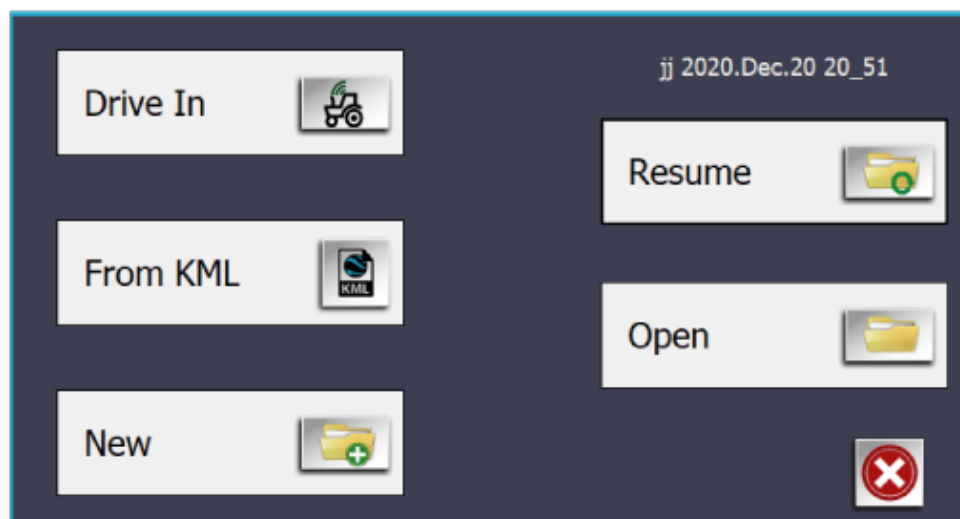 Drive In
From KML
KML
New
jj 2020.Dec.20 20_51
Resume
Open